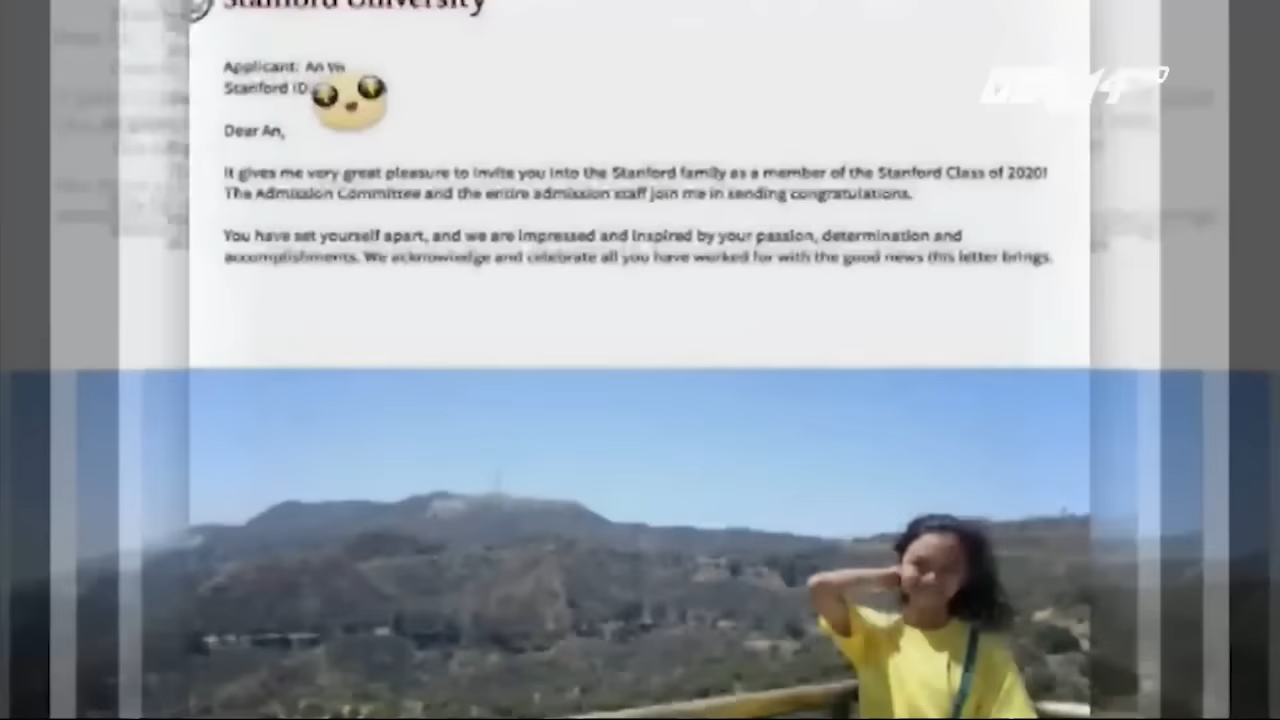 Stanford University
Applicant: An Vu
Stanford ID
Dear An,
It gives me very great pleasure to invite you into the Stanford family as a member of the Stanford Class of 2020!
The Admission Committee and the entire admission staff join me in sending congratulations.
You have set yourself apart, and we are impressed and inspired by your passion, determination and
accomplishments. We acknowledge and celebrate all you have worked for with the good news this letter brings.